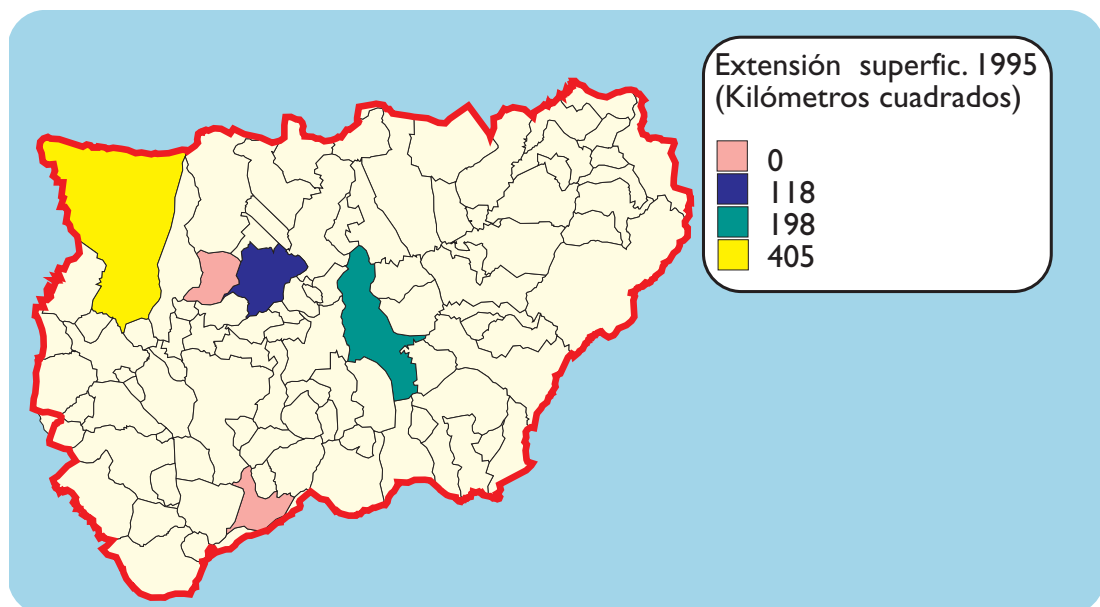 Extensión superfic. 1995
(Kilómetros cuadrados)
0
118
198
405